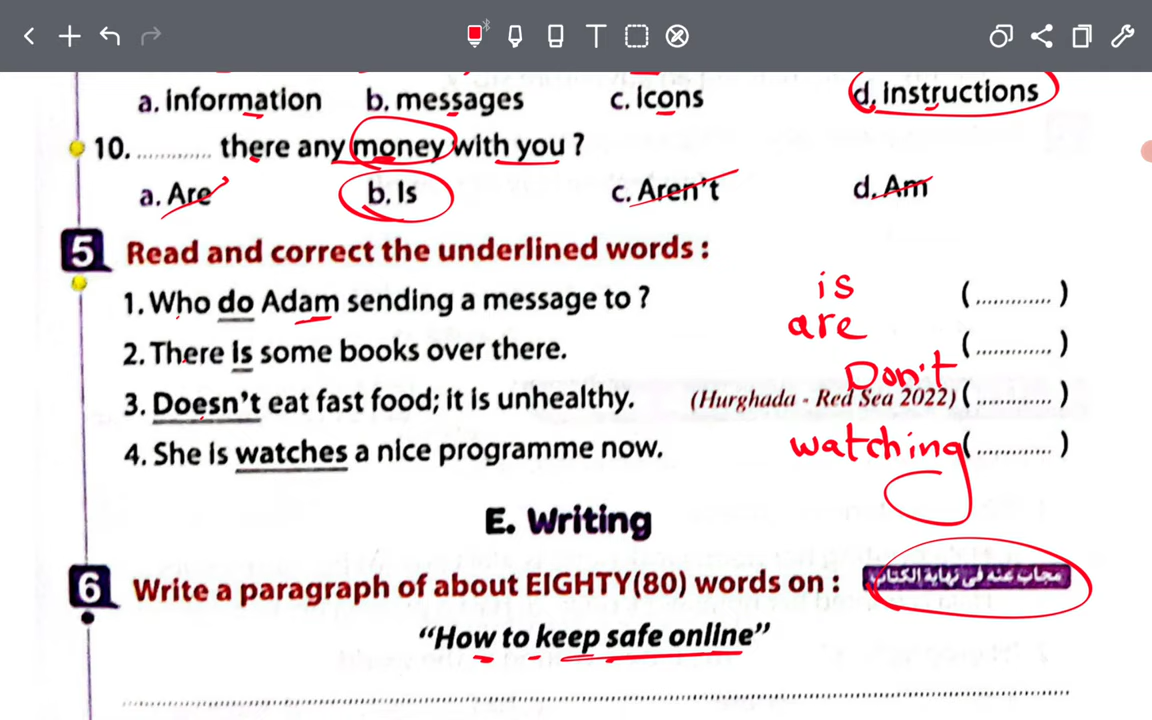 a. information b. messages c. icons d. instructions
10. ............ there any money with you ?
a. Are b. Is c. Aren't d. Am
5 Read and correct the underlined words :
1. Who do Adam sending a message to ? is (............)
2. There is some books over there. are (............)
3. Doesn't eat fast food; it is unhealthy. Don't (Hurghada - Red Sea 2022) (............)
4. She is watches a nice programme now. watching (............)
E. Writing
6 Write a paragraph of about EIGHTY(80) words on : مجاب عنه فى نهاية الكتاب
"How to keep safe online"